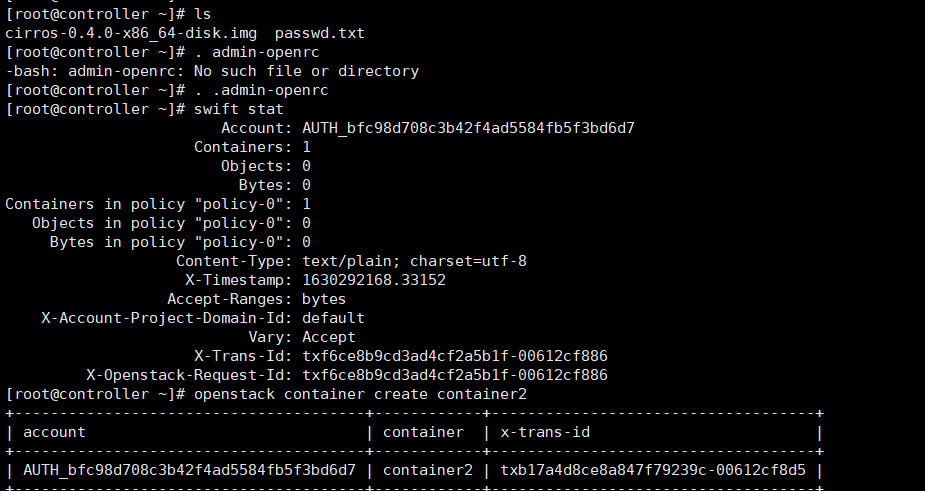 [root@controller ~]# ls
cirros-0.4.0-x86_64-disk.img  passwd.txt
[root@controller ~]# . admin-openrc
-bash: admin-openrc: No such file or directory
[root@controller ~]# . .admin-openrc
[root@controller ~]# swift stat
                        Account: AUTH_bfc98d708c3b42f4ad5584fb5f3bd6d7
                     Containers: 1
                        Objects: 0
                          Bytes: 0
Containers in policy "policy-0": 1
   Objects in policy "policy-0": 0
     Bytes in policy "policy-0": 0
                   Content-Type: text/plain; charset=utf-8
                    X-Timestamp: 1630292168.33152
                  Accept-Ranges: bytes
    X-Account-Project-Domain-Id: default
                           Vary: Accept
                     X-Trans-Id: txf6ce8b9cd3ad4cf2a5b1f-00612cf886
         X-Openstack-Request-Id: txf6ce8b9cd3ad4cf2a5b1f-00612cf886
[root@controller ~]# openstack container create container2
+---------------------------------------+------------+------------------------------------+
| account                               | container  | x-trans-id                         |
+---------------------------------------+------------+------------------------------------+
| AUTH_bfc98d708c3b42f4ad5584fb5f3bd6d7 | container2 | txb17a4d8ce8a847f79239c-00612cf8d5 |
+---------------------------------------+------------+------------------------------------+